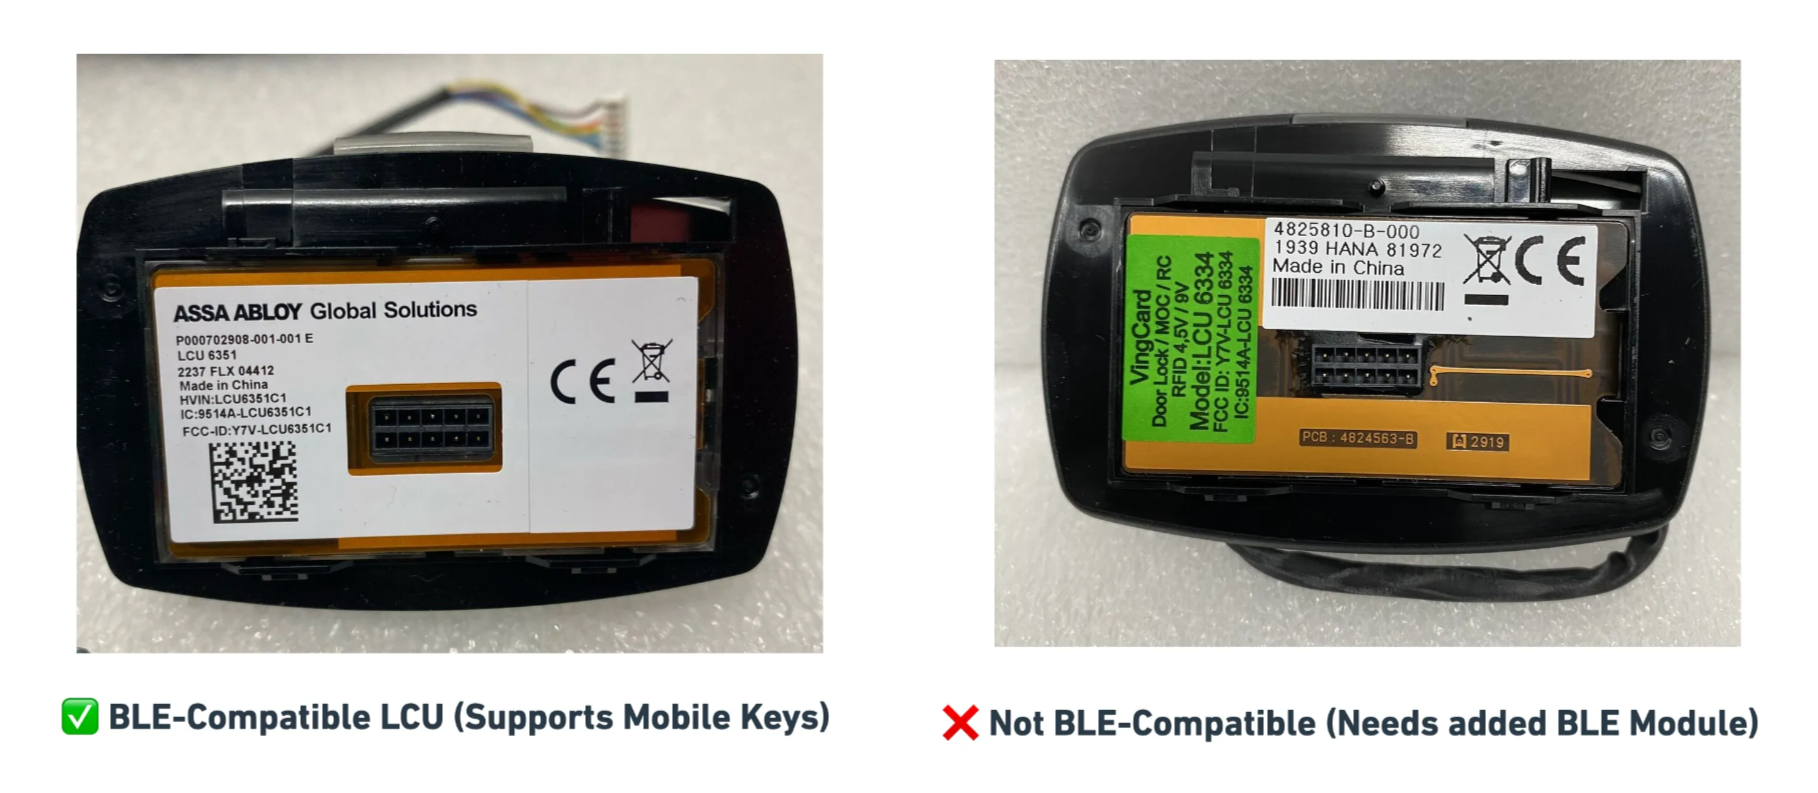 ASSA ABLOY Global Solutions
P000702908-001-001 E
LCU 6351
2237 FLX 04412
Made in China
HVIN:LCU6351C1
IC:9514A-LCU6351C1
FCC-ID:Y7V-LCU6351C1
CE
BLE-Compatible LCU (Supports Mobile Keys)
VingCard
Door Lock / MOC / RC
RFID 4.5V / 9V
Model:LCU 6334
FCC ID: Y7V-LCU 6334
IC:9514A-LCU 6334
4825810-B-000
1939 HANA 81972
Made in China
CE
PCB : 4824563-B
2919
Not BLE-Compatible (Needs added BLE Module)